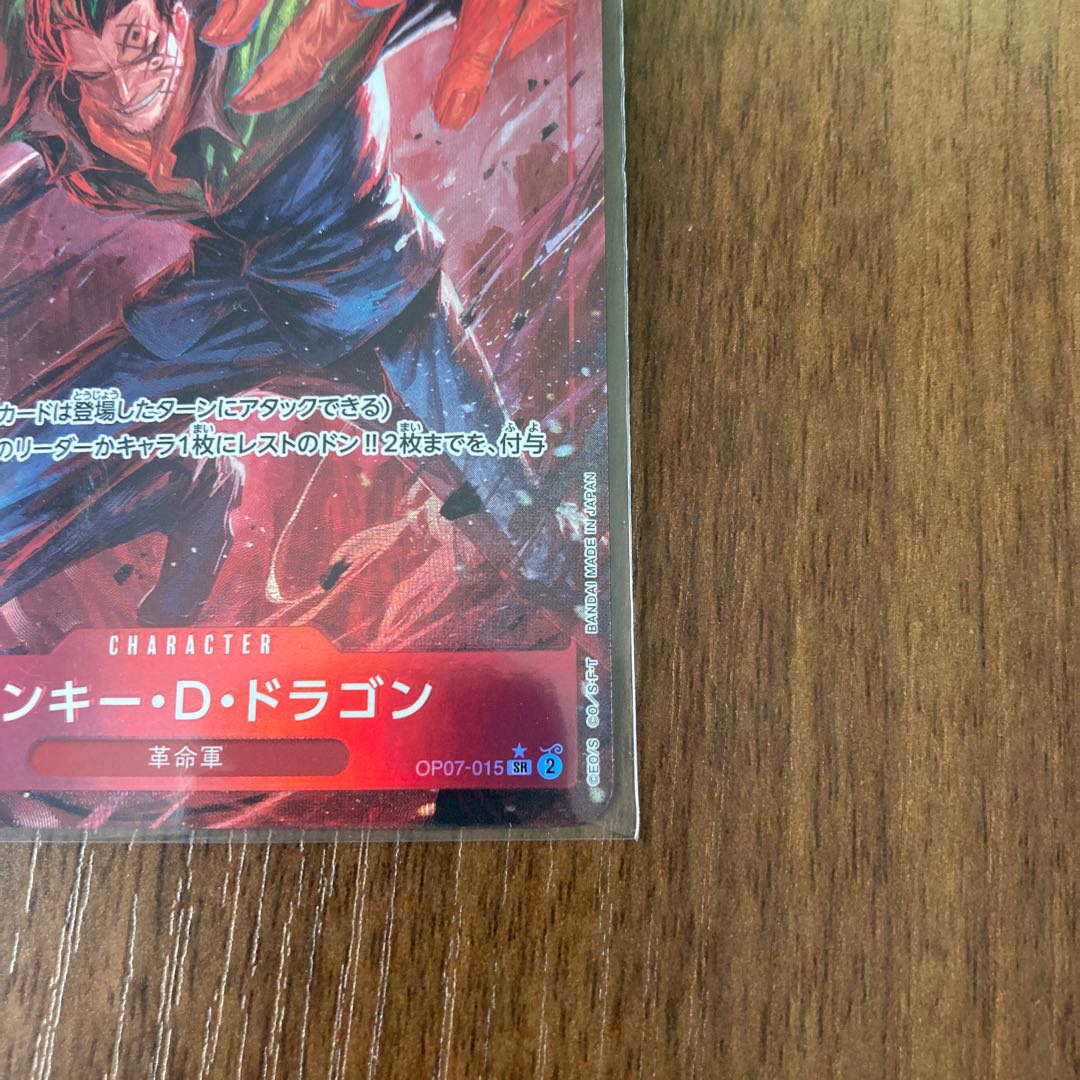 カードは登場したターンにアタックできる)
のリーダーかキャラ1枚にレストのドン!!2枚までを、付与
CHARACTER
ンキー・D・ドラゴン
革命軍
OP07-015 SR 2
©EO/S ©O/S・F・T BANDAI MADE IN JAPAN